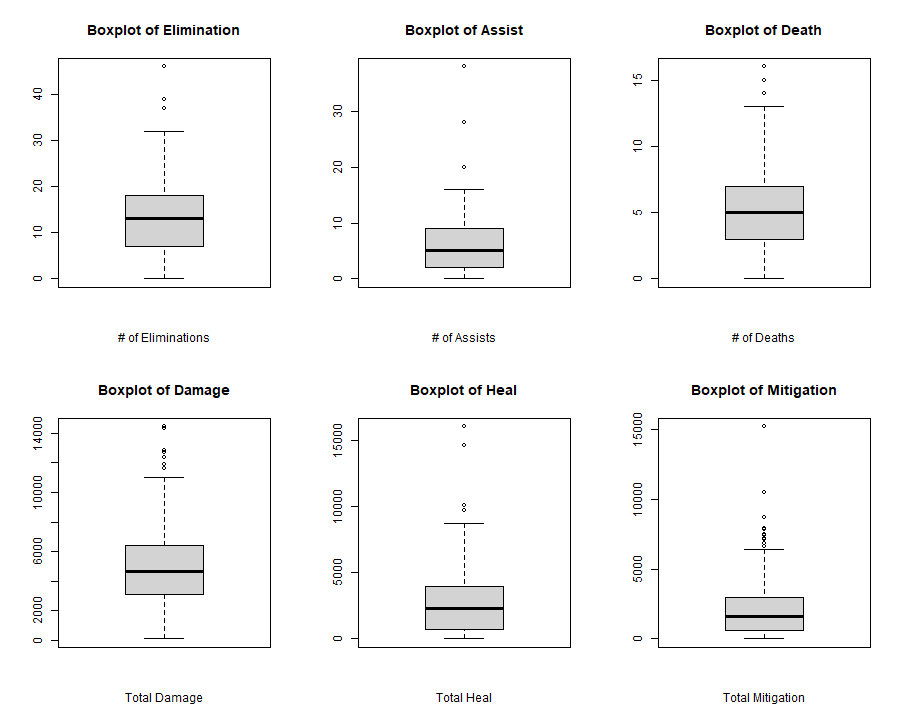 Boxplot of Elimination
0
10
20
30
40
# of Eliminations
Boxplot of Assist
0
10
20
30
# of Assists
Boxplot of Death
0
5
10
15
# of Deaths
Boxplot of Damage
0
2000
6000
10000
14000
Total Damage
Boxplot of Heal
0
5000
10000
15000
Total Heal
Boxplot of Mitigation
0
5000
10000
15000
Total Mitigation